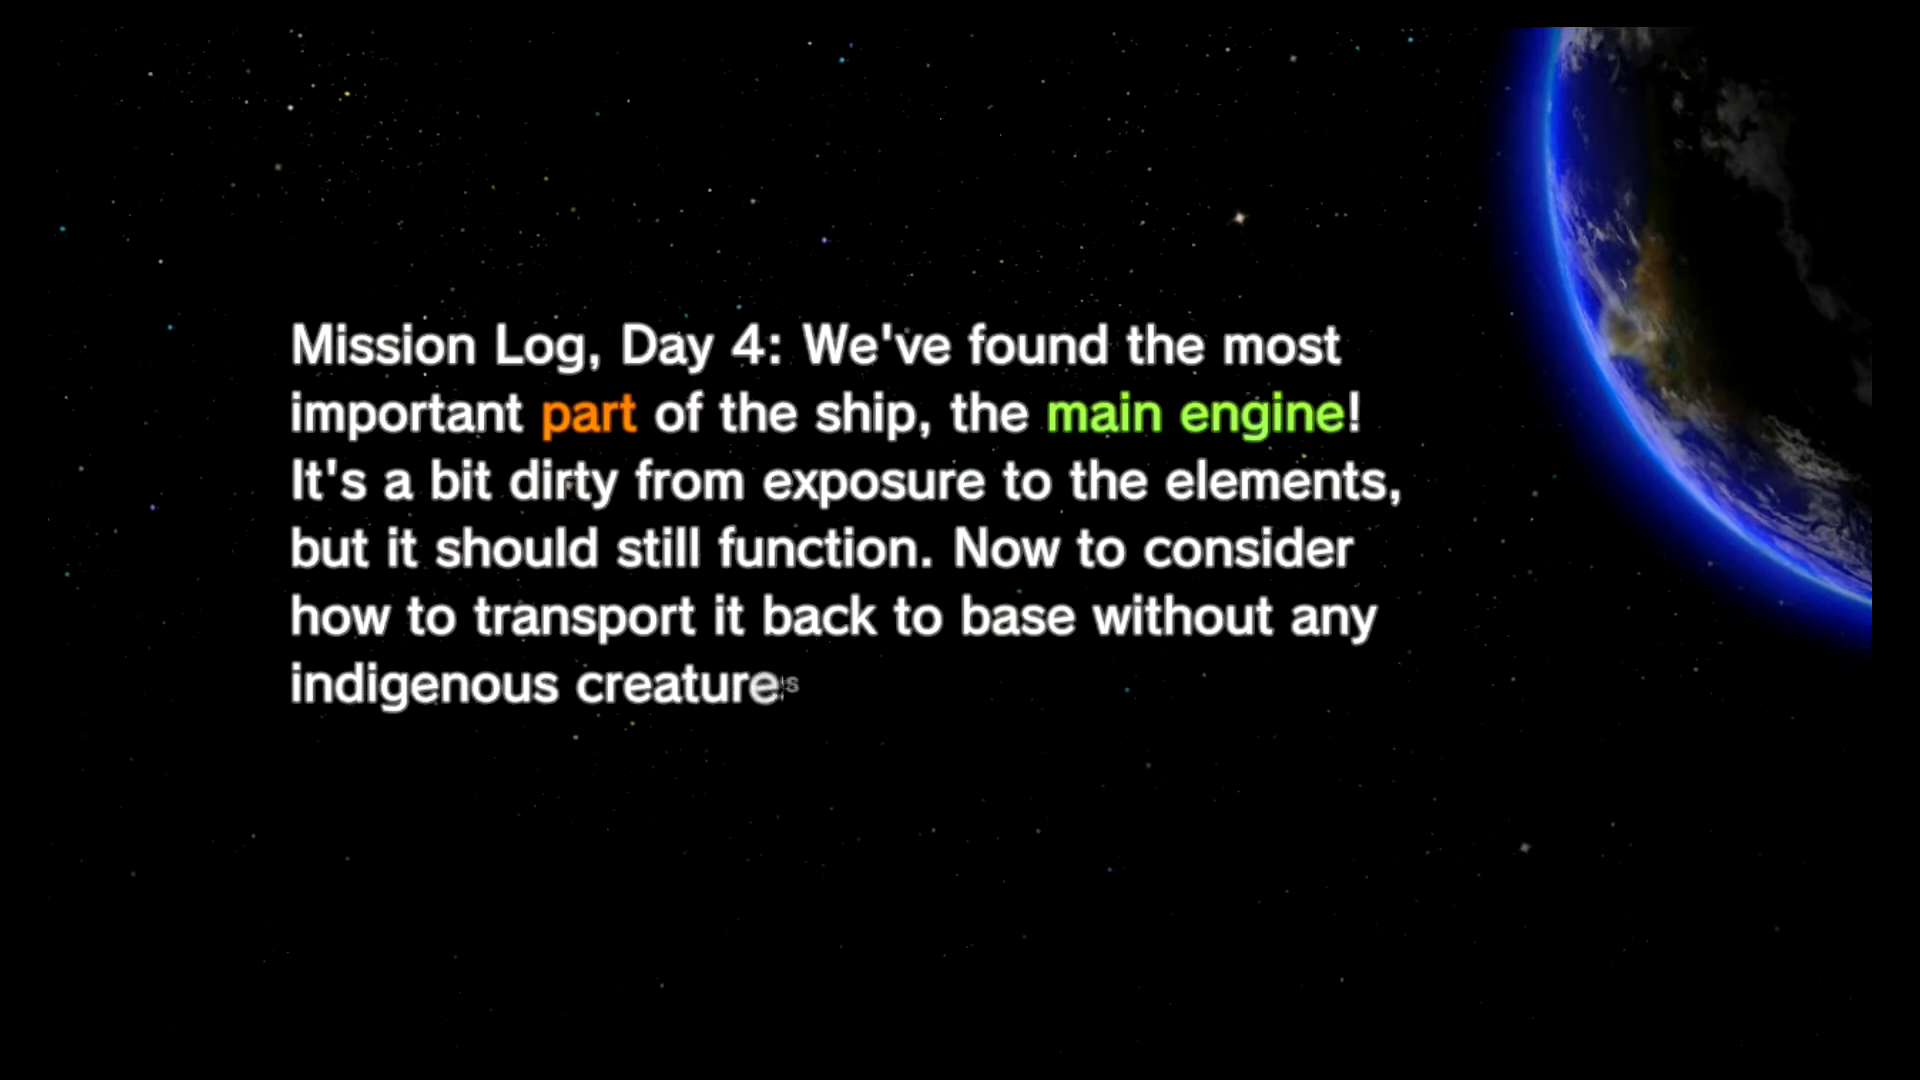 Mission Log, Day 4: We've found the most
important part of the ship, the main engine!
It's a bit dirty from exposure to the elements,
but it should still function. Now to consider
how to transport it back to base without any
indigenous creatures